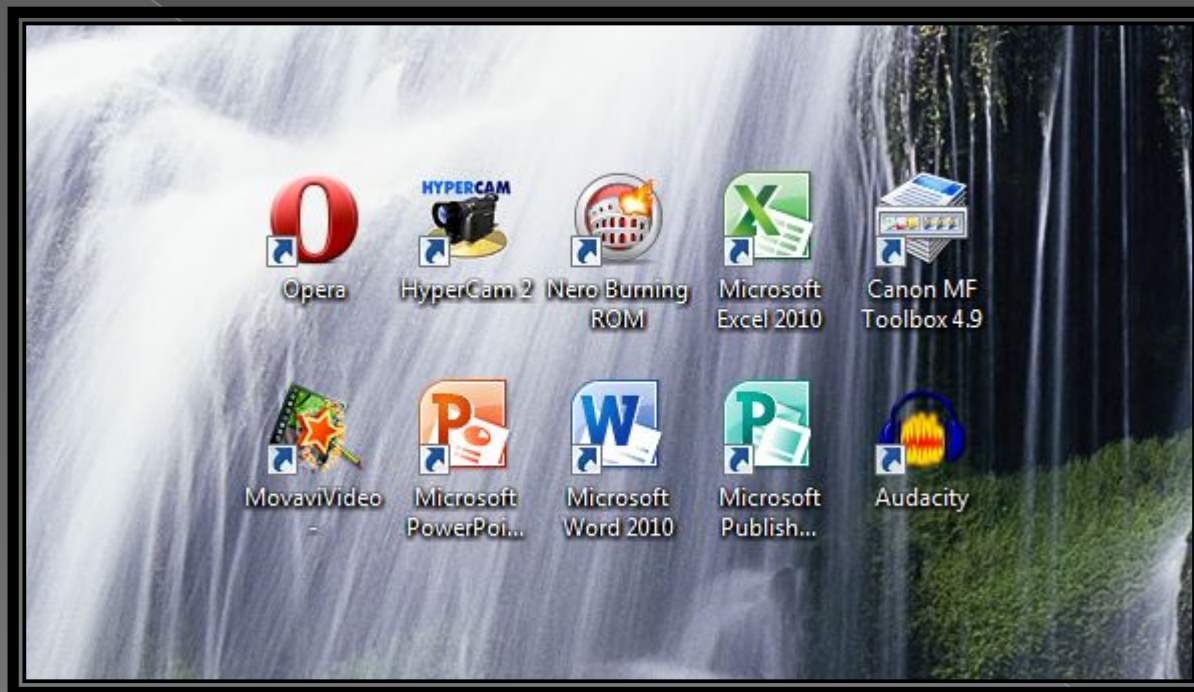 HYPERCAM
Opera
HyperCam 2
Nero Burning
ROM
Microsoft
Excel 2010
Canon MF
Toolbox 4.9
X
MovaviVideo
-
P
Microsoft
PowerPoi...
W
Microsoft
Word 2010
P
Microsoft
Publish...
Audacity